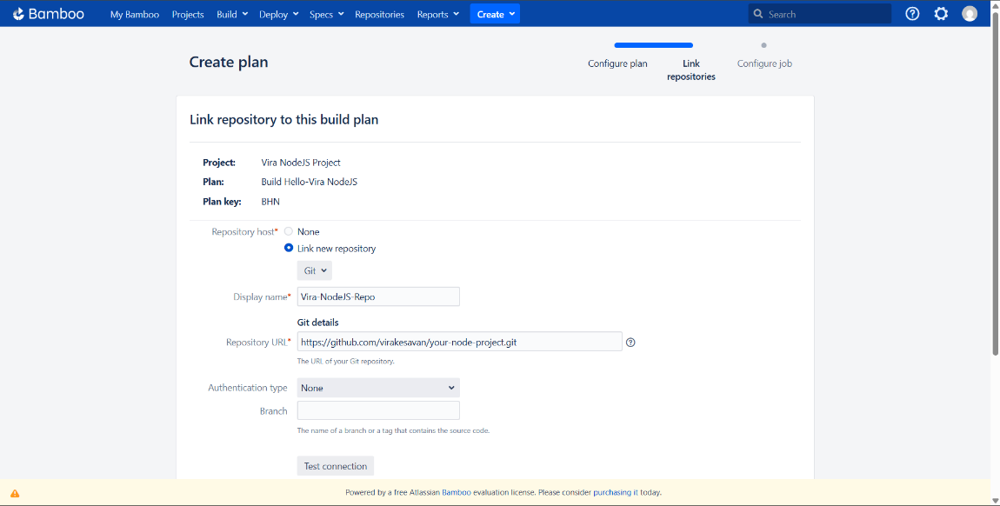 Bamboo My Bamboo Projects Build Deploy Specs Repositories Reports Create Search
Create plan
Configure plan Link repositories Configure job
Link repository to this build plan
Project: Vira NodeJS Project
Plan: Build Hello-Vira NodeJS
Plan key: BHN
Repository host* None
Link new repository
Git
Display name* Vira-NodeJS-Repo
Git details
Repository URL* https://github.com/virakesavan/your-node-project.git
The URL of your Git repository.
Authentication type None
Branch
The name of a branch or a tag that contains the source code.
Test connection
Powered by a free Atlassian Bamboo evaluation license. Please consider purchasing it today.